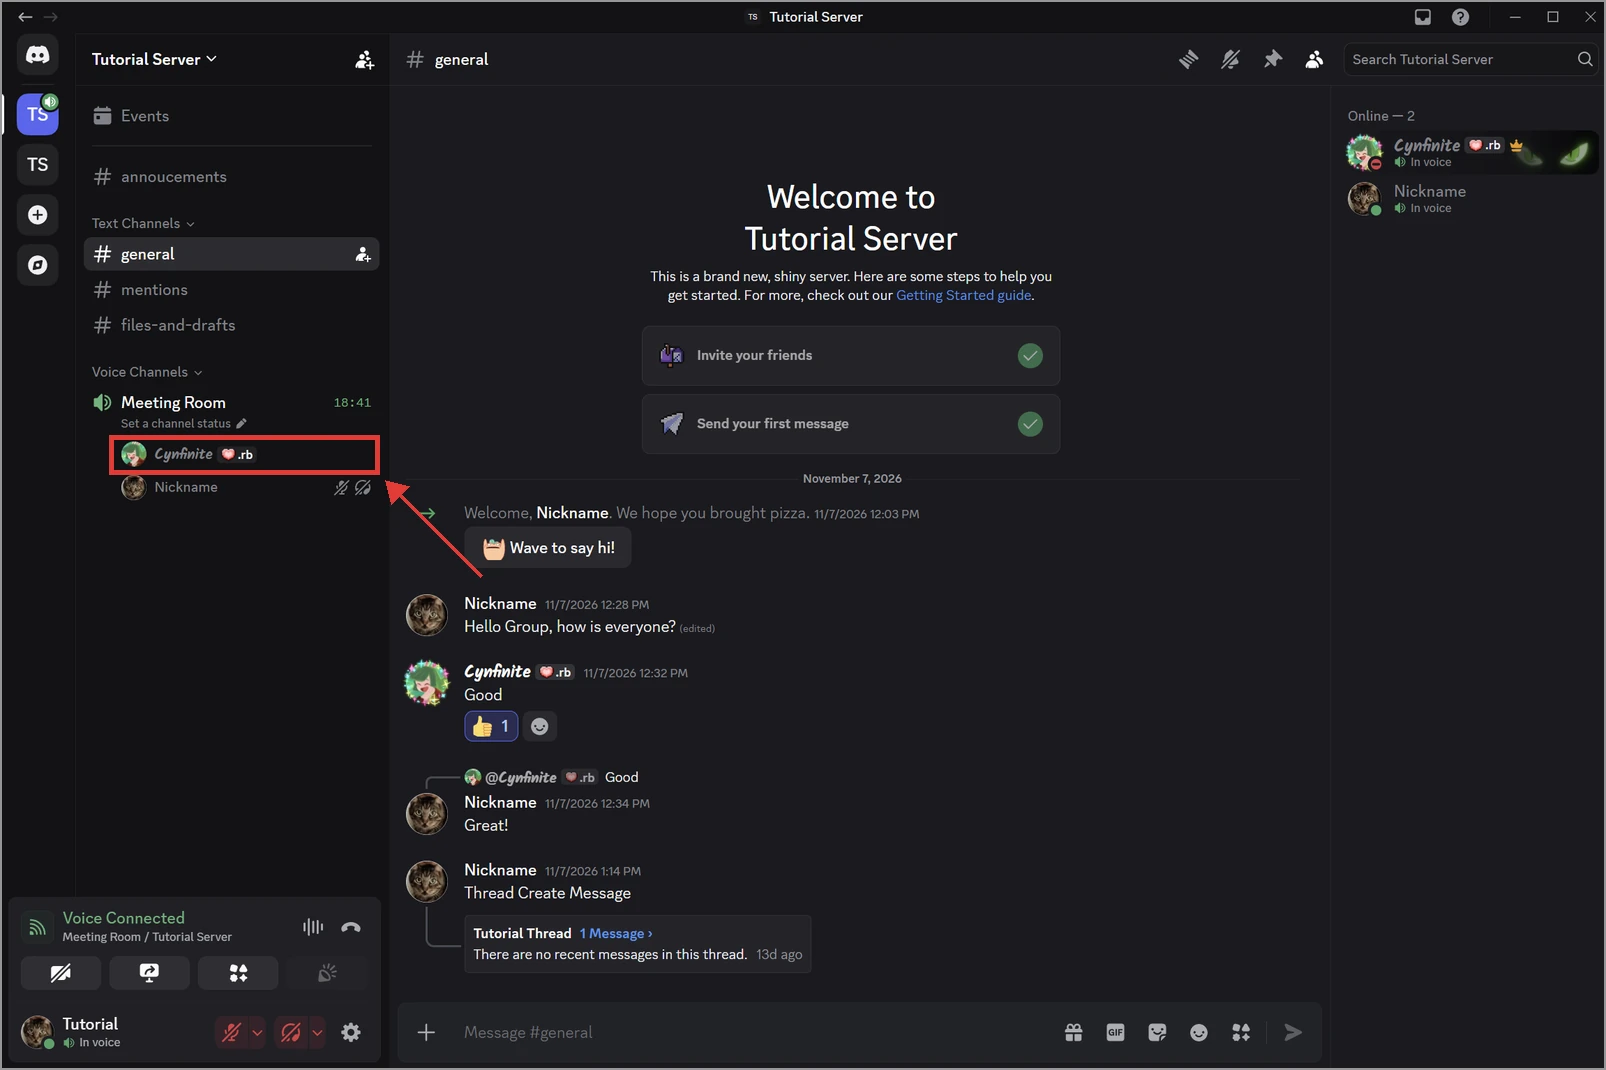 TS Tutorial Server
Tutorial Server
general
Search Tutorial Server
TS
TS
Events
annoucements
Text Channels
general
mentions
files-and-drafts
Voice Channels
Meeting Room 18:41
Set a channel status
Cynfinite .rb
Nickname
Voice Connected
Meeting Room / Tutorial Server
Tutorial
In voice
Welcome to
Tutorial Server
This is a brand new, shiny server. Here are some steps to help you
get started. For more, check out our Getting Started guide.
Invite your friends
Send your first message
November 7, 2026
Welcome, Nickname. We hope you brought pizza. 11/7/2026 12:03 PM
Wave to say hi!
Nickname 11/7/2026 12:28 PM
Hello Group, how is everyone? (edited)
Cynfinite .rb 11/7/2026 12:32 PM
Good
1
@Cynfinite .rb Good
Nickname 11/7/2026 12:34 PM
Great!
Nickname 11/7/2026 1:14 PM
Thread Create Message
Tutorial Thread 1 Message ›
There are no recent messages in this thread. 13d ago
Message #general
GIF
Online — 2
Cynfinite .rb
In voice
Nickname
In voice